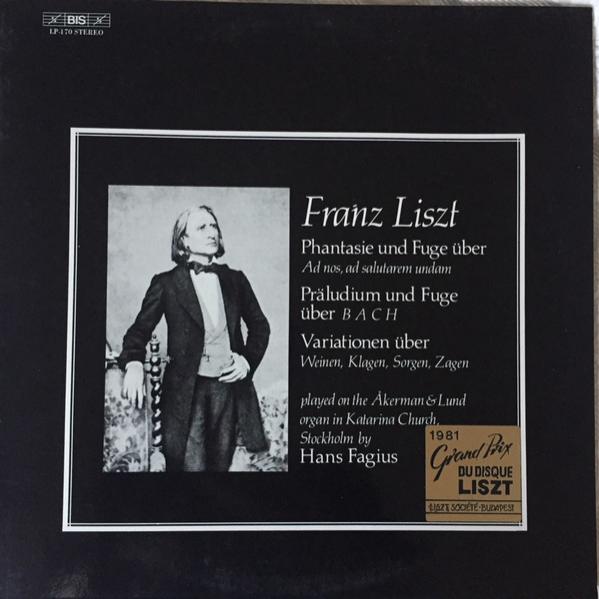 BIS
LP-170 STEREO
Franz Liszt
Phantasie und Fuge über
Ad nos, ad salutarem undam
Präludium und Fuge
über B A C H
Variationen über
Weinen, Klagen, Sorgen, Zagen
played on the Åkerman & Lund
organ in Katarina Church,
Stockholm by
Hans Fagius
1981
Grand Prix
DU DISQUE
LISZT
LISZT SOCIÉTÉ·BUDAPEST